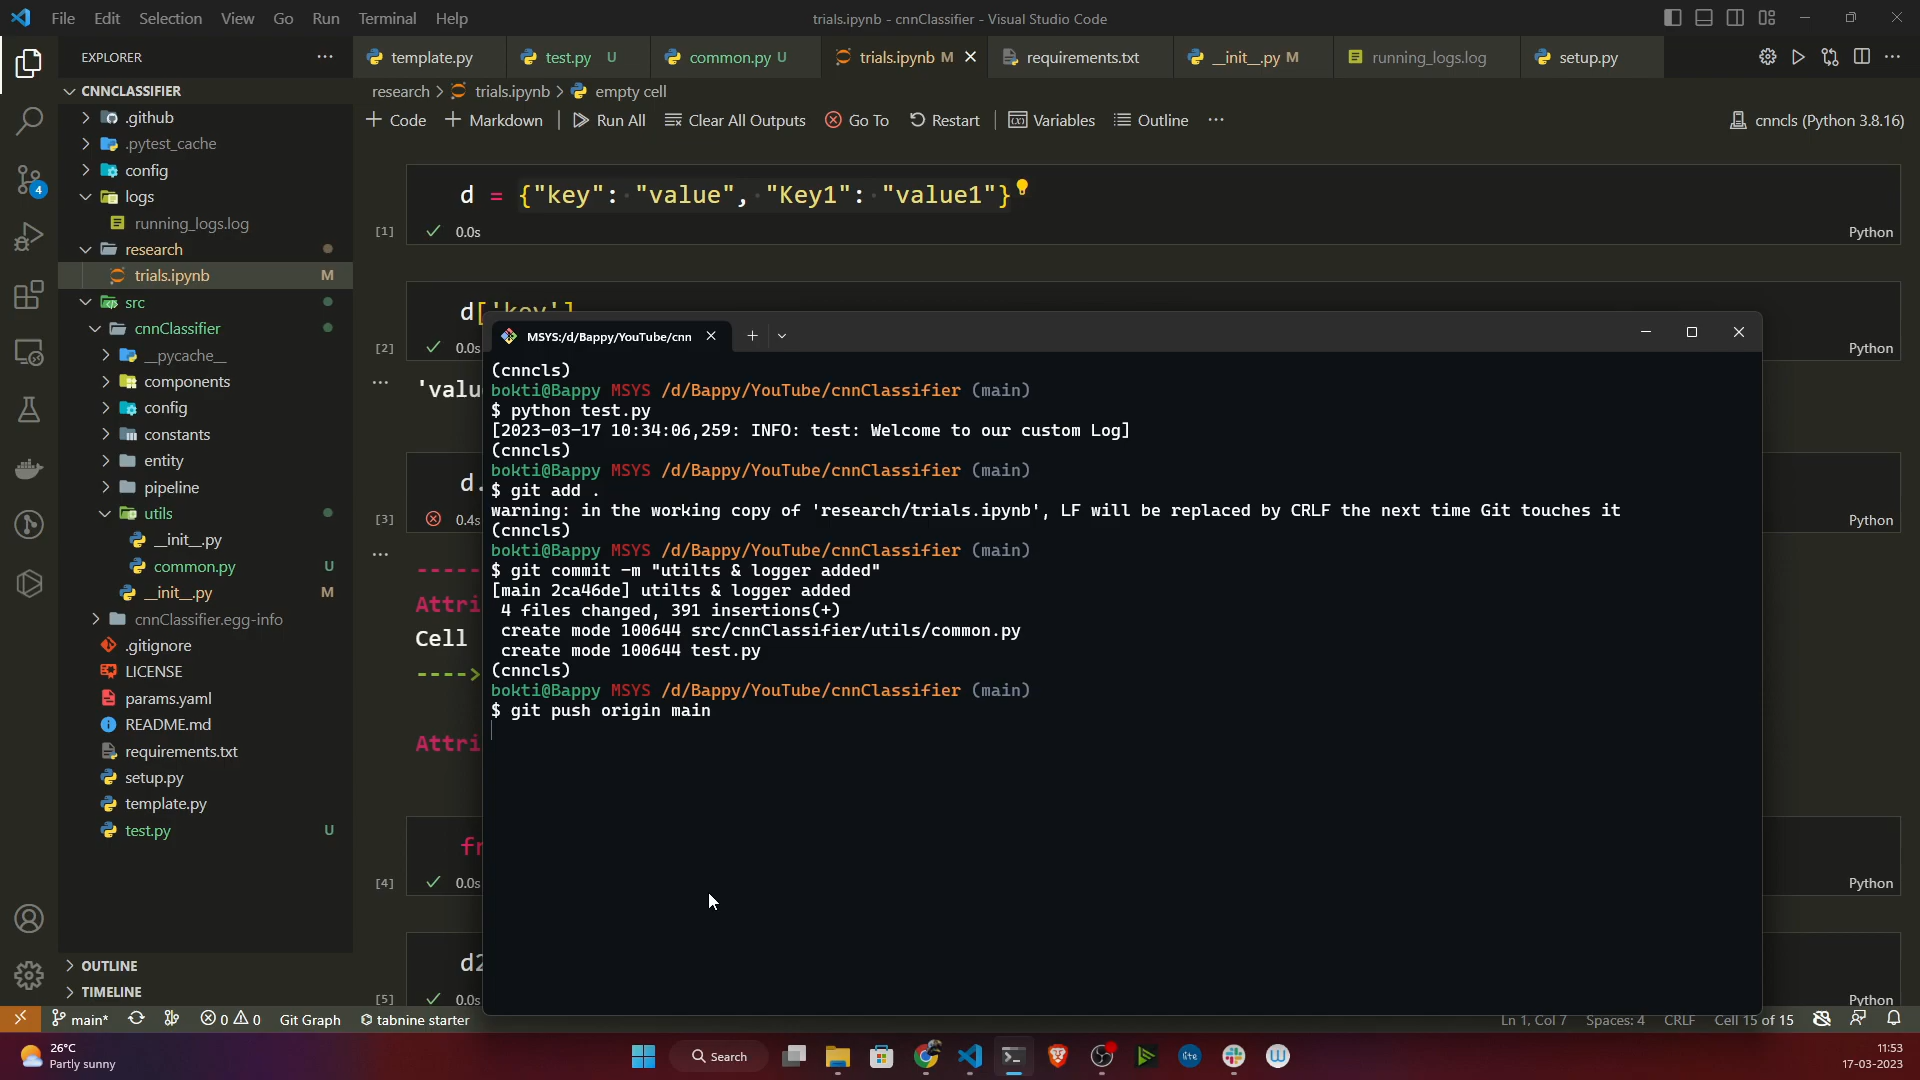 File Edit Selection View Go Run Terminal Help
trials.ipynb - cnnClassifier - Visual Studio Code
EXPLORER
template.py
test.py U
common.py U
trials.ipynb M
requirements.txt
__init__.py M
running_logs.log
setup.py
CNNCLASSIFIER
research > trials.ipynb > empty cell
Code Markdown Run All Clear All Outputs Go To Restart Variables Outline
cnncls (Python 3.8.16)
.github
.pytest_cache
config
logs
running_logs.log
research
trials.ipynb M
src
cnnClassifier
__pycache__
components
config
constants
entity
pipeline
utils
__init__.py
common.py U
__init__.py M
cnnClassifier.egg-info
.gitignore
LICENSE
params.yaml
README.md
requirements.txt
setup.py
template.py
test.py U
OUTLINE
TIMELINE
4
d = {"key": "value", "Key1": "value1"}
[1] 0.0s Python
d['key']
[2] 0.0s Python
'valu
d.
[3] 0.4s Python
-----
Attri
Cell
---->
Attri
fr
[4] 0.0s Python
d2
[5] 0.0s Python
MSYS:/d/Bappy/YouTube/cnn
(cnncls)
bokti@Bappy MSYS /d/Bappy/YouTube/cnnClassifier (main)
$ python test.py
[2023-03-17 10:34:06,259: INFO: test: Welcome to our custom Log]
(cnncls)
bokti@Bappy MSYS /d/Bappy/YouTube/cnnClassifier (main)
$ git add .
warning: in the working copy of 'research/trials.ipynb', LF will be replaced by CRLF the next time Git touches it
(cnncls)
bokti@Bappy MSYS /d/Bappy/YouTube/cnnClassifier (main)
$ git commit -m "utilts & logger added"
[main 2ca46de] utilts & logger added
4 files changed, 391 insertions(+)
create mode 100644 src/cnnClassifier/utils/common.py
create mode 100644 test.py
(cnncls)
bokti@Bappy MSYS /d/Bappy/YouTube/cnnClassifier (main)
$ git push origin main
main* 0 0 Git Graph tabnine starter
Ln 1, Col 7 Spaces: 4 CRLF Cell 15 of 15
26°C
Partly sunny
Search
lite
11:53
17-03-2023